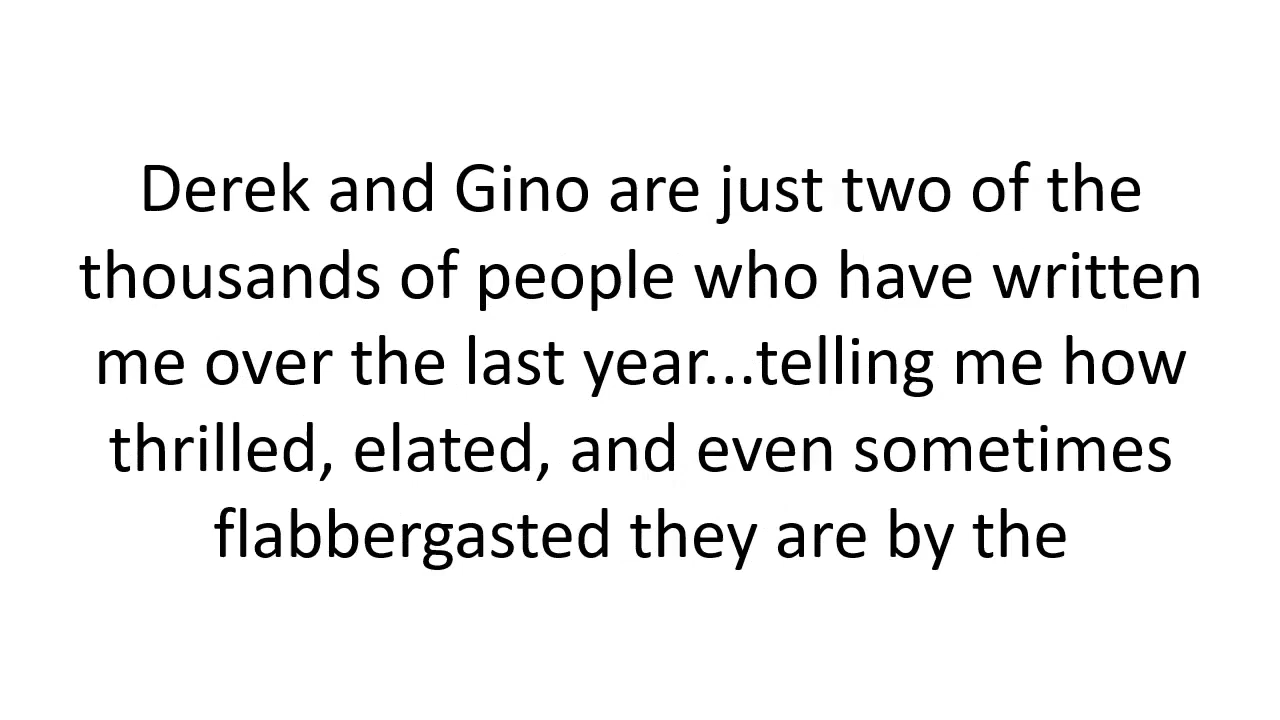 Derek and Gino are just two of the
thousands of people who have written
me over the last year...telling me how
thrilled, elated, and even sometimes
flabbergasted they are by the